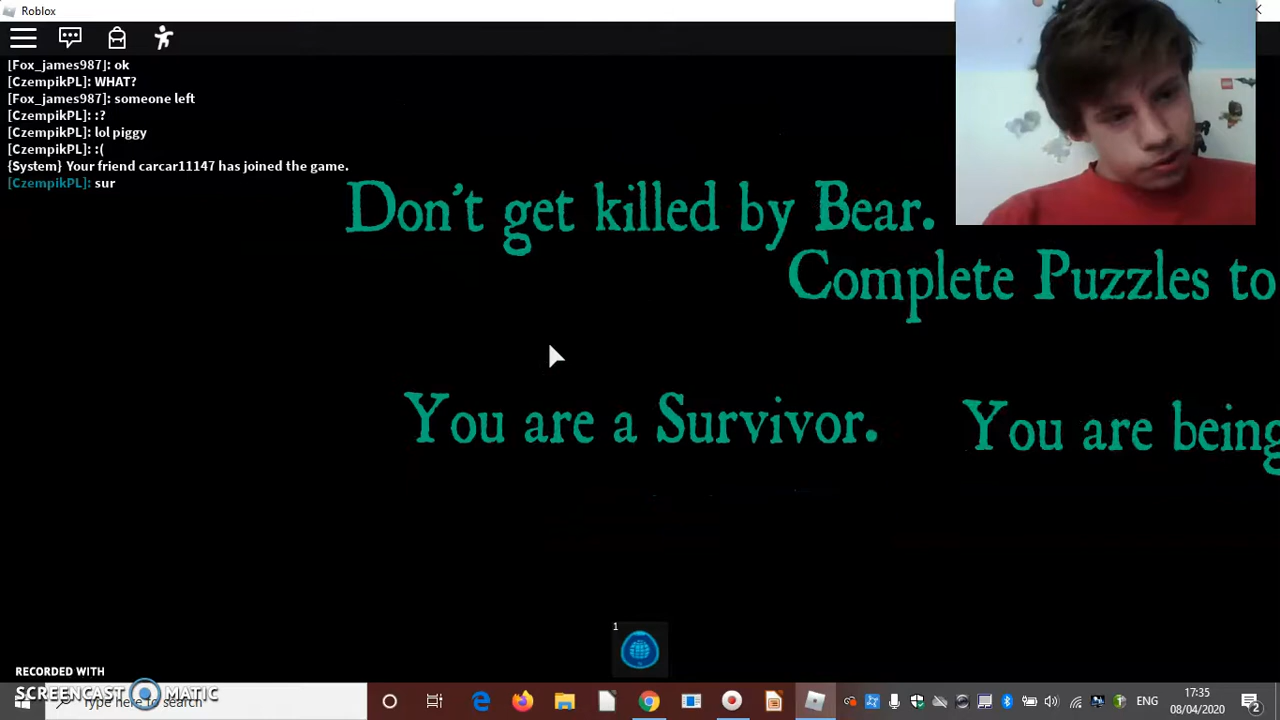 Roblox
[Fox_james987]: ok
[CzempikPL]: WHAT?
[Fox_james987]: someone left
[CzempikPL]: :?
[CzempikPL]: lol piggy
[CzempikPL]: :(
{System} Your friend carcar11147 has joined the game.
[CzempikPL]: sur
Don't get killed by Bear.
Complete Puzzles to
You are a Survivor.
You are being
1
RECORDED WITH
SCREENCAST MATIC
Type here to search
ENG
17:35
08/04/2020
2